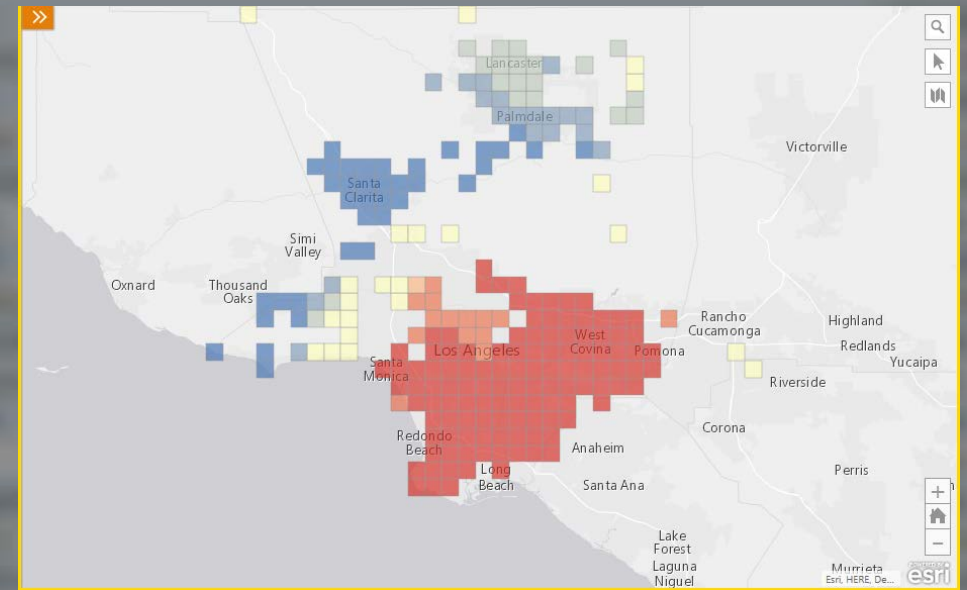 Lancaster
Palmdale
Victorville
Santa
Clarita
Simi
Valley
Oxnard
Thousand
Oaks
Rancho
Cucamonga
Highland
West
Covina
Pomona
Redlands
Los Angeles
Santa
Monica
Yucaipa
Riverside
Corona
Redondo
Beach
Anaheim
Long
Beach
Perris
Santa Ana
Lake
Forest
Laguna
Niguel
Murrieta
Esri, HERE, De...
esri